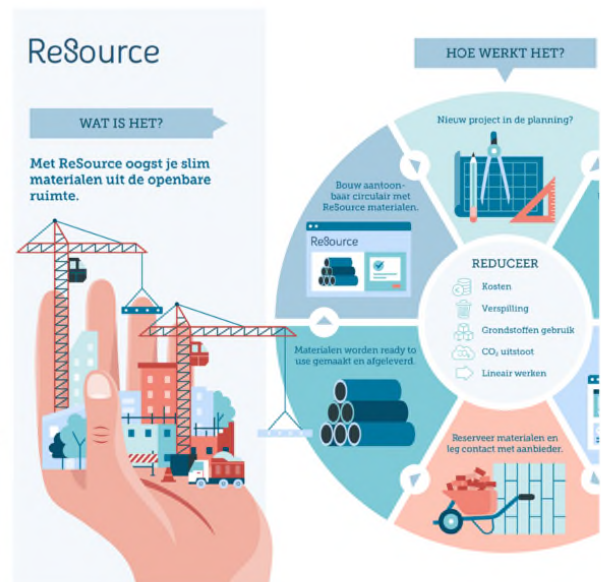 ReSource
WAT IS HET?
Met ReSource oogst je slim
materialen uit de openbare
ruimte.
HOE WERKT HET?
Nieuw project in de planning?
Bouw aantoon-
baar circulair met
ReSource materialen.
ReSource
REDUCEER
Kosten
Verspilling
Grondstoffen gebruik
CO₂ uitstoot
Lineair werken
Materialen worden ready to
use gemaakt en afgeleverd.
Reserveer materialen en
leg contact met aanbieder.